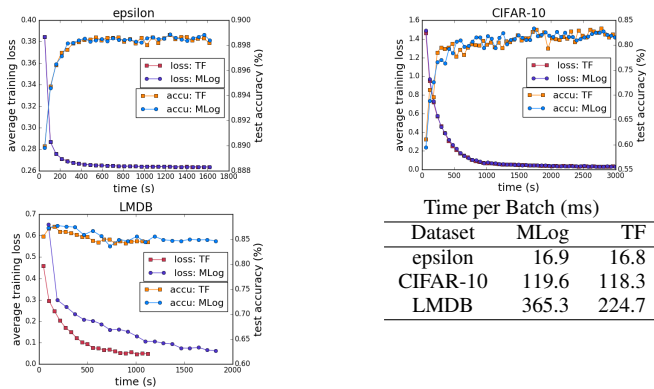 epsilon
0.40
0.38
0.36
0.34
0.32
0.30
0.28
0.26
average training loss
0.900
0.898
0.896
0.894
0.892
0.890
0.888
test accuracy (%)
loss: TF
loss: MLog
accu: TF
accu: MLog
0 200 400 600 800 1000 1200 1400 1600 1800
time (s)
CIFAR-10
1.6
1.4
1.2
1.0
0.8
0.6
0.4
0.2
0.0
average training loss
0.85
0.80
0.75
0.70
0.65
0.60
0.55
test accuracy (%)
loss: TF
loss: MLog
accu: TF
accu: MLog
0 500 1000 1500 2000 2500 3000
time (s)
LMDB
0.7
0.6
0.5
0.4
0.3
0.2
0.1
0.0
average training loss
0.85
0.80
0.75
0.70
0.65
0.60
test accuracy (%)
loss: TF
loss: MLog
accu: TF
accu: MLog
0 500 1000 1500 2000
time (s)
Time per Batch (ms)
Dataset MLog TF
epsilon 16.9 16.8
CIFAR-10 119.6 118.3
LMDB 365.3 224.7